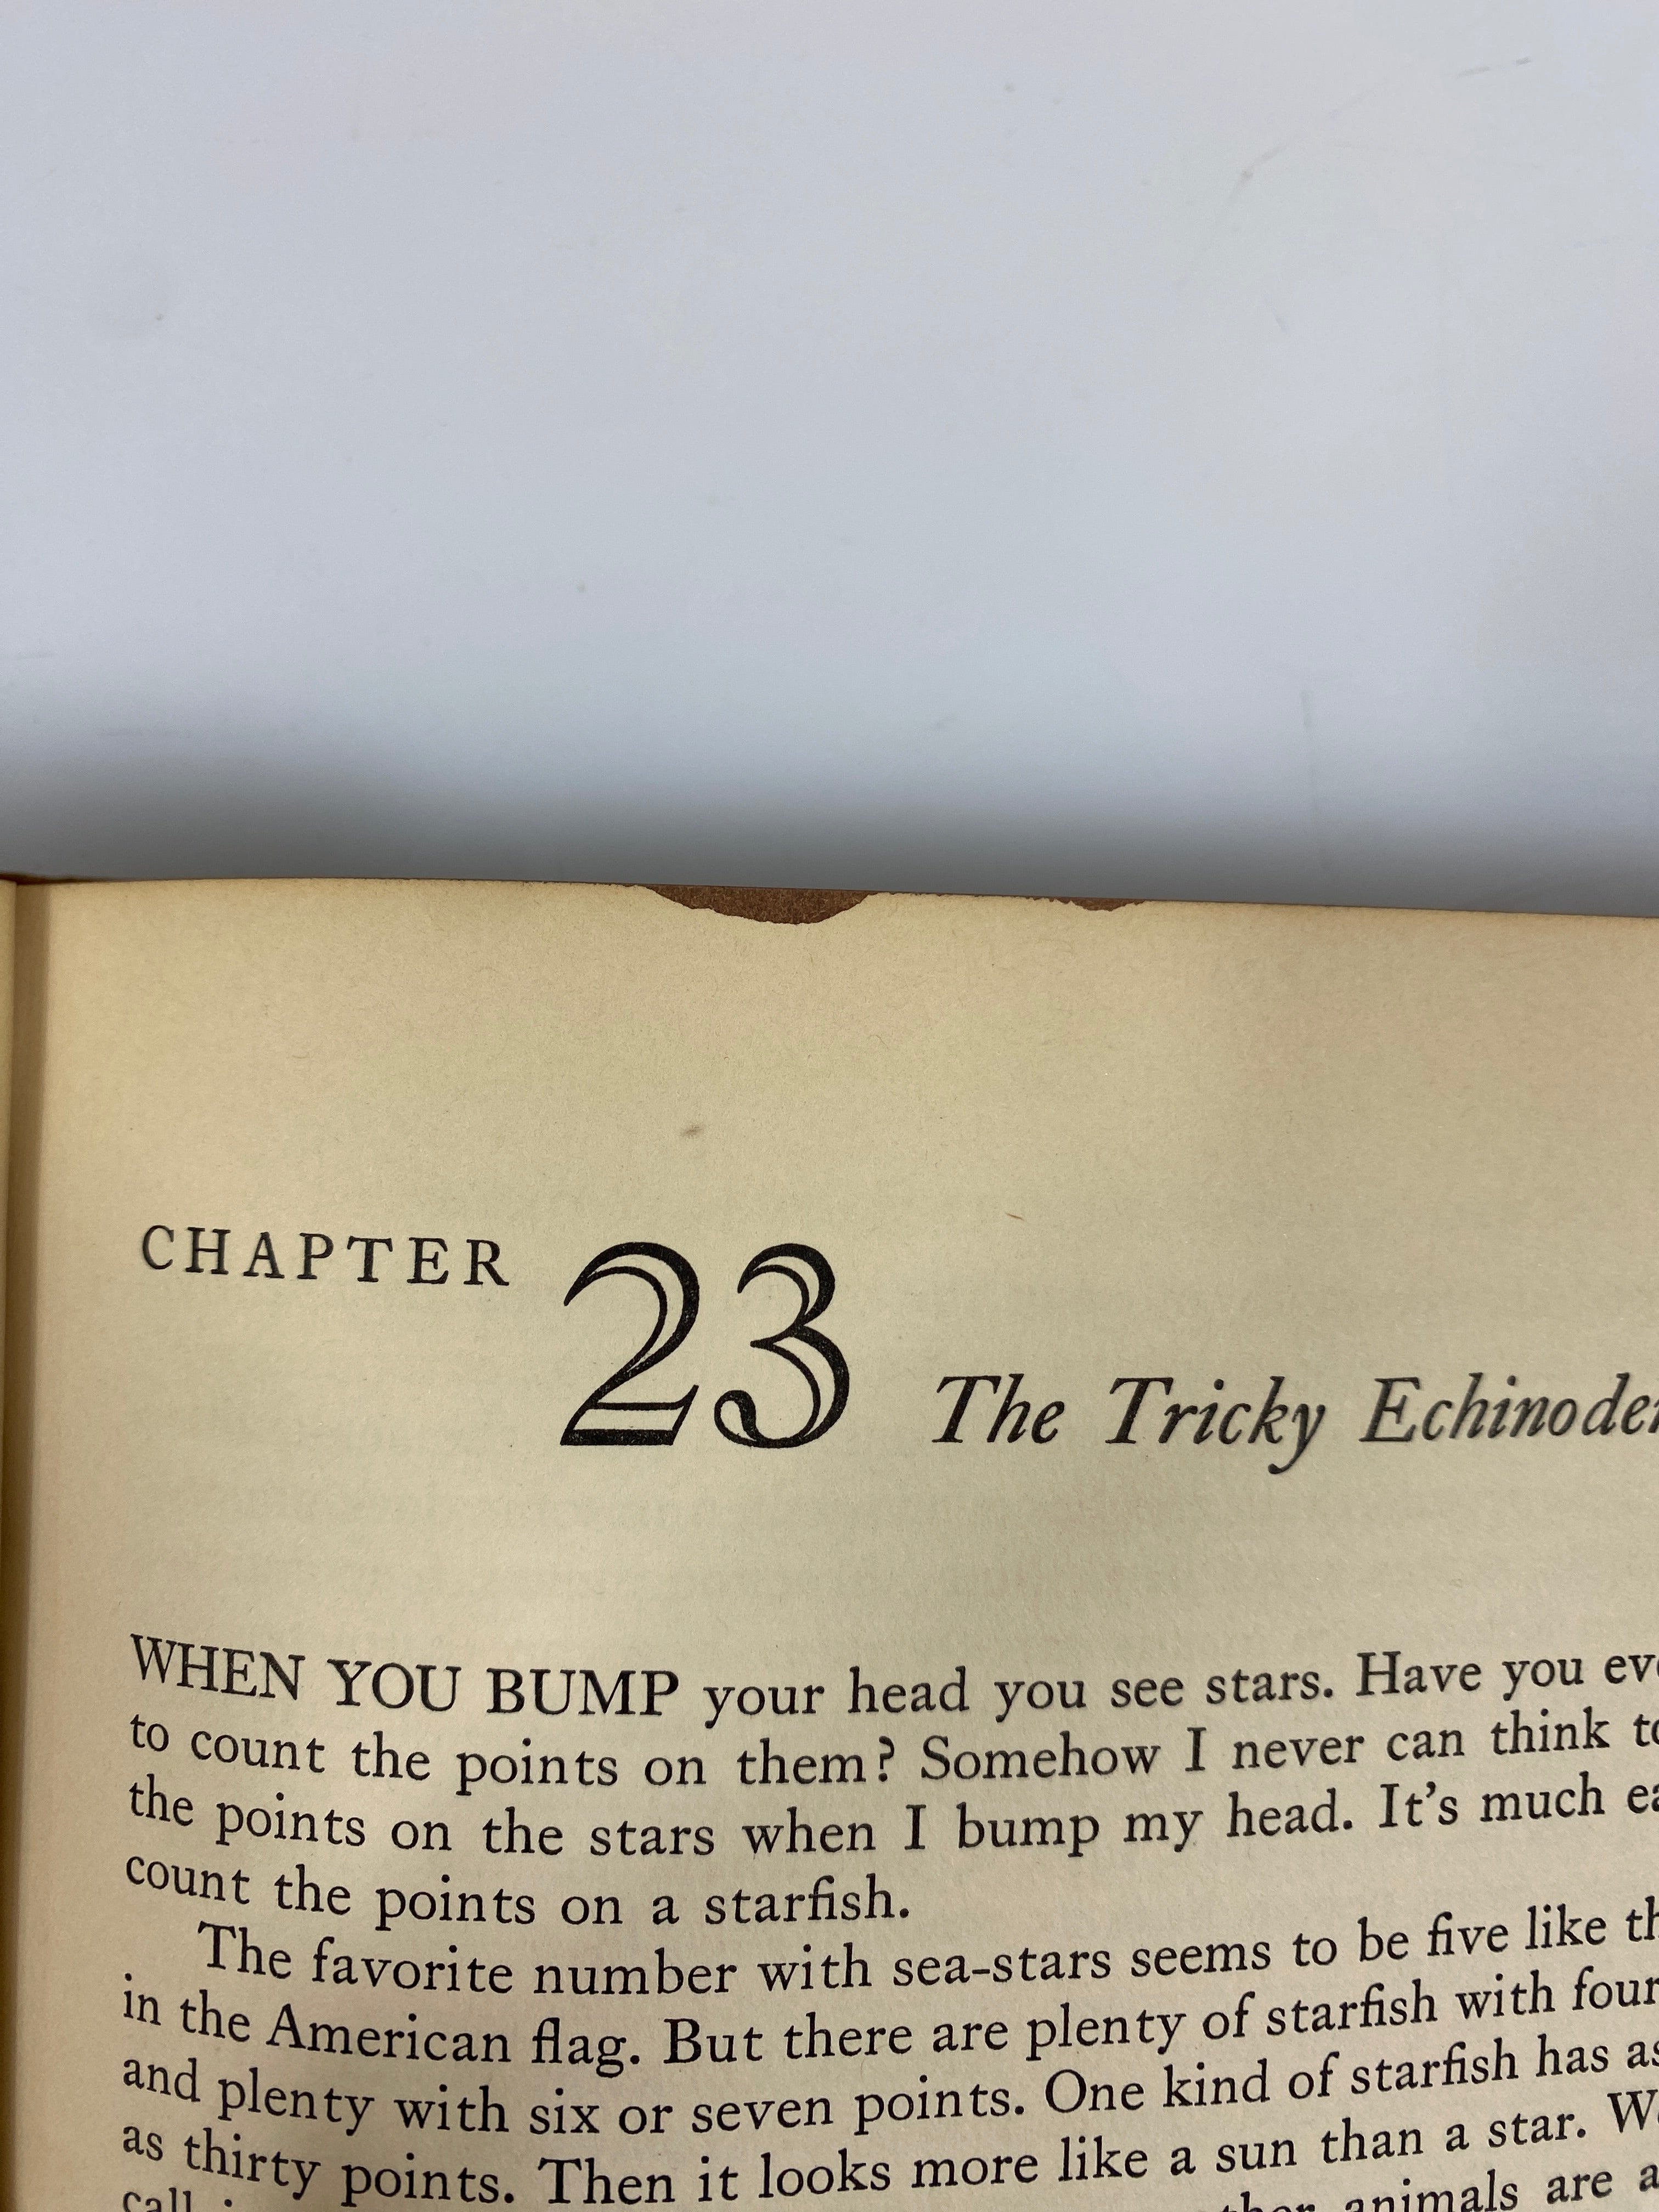 CHAPTER 23 The Tricky
WHEN YOU BUMP your head you see stars. Have you
to count the points on them? Somehow I never can think
the points on the stars when I bump my head. It's much
count the points on a starfish.
The favorite number with sea-stars seems to be five like
in the American flag. But there are plenty of starfish with four
and plenty with six or seven points. One kind of starfish has
as thirty points. Then it looks more like a sun than a star.
call animals are